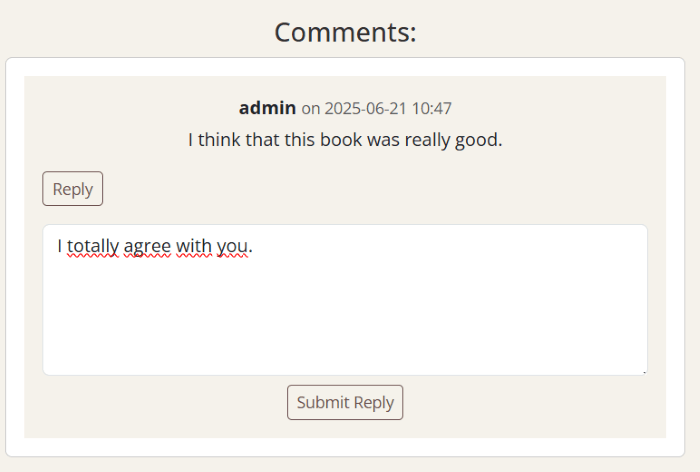 Comments:
admin on 2025-06-21 10:47
I think that this book was really good.
Reply
I totally agree with you.
Submit Reply